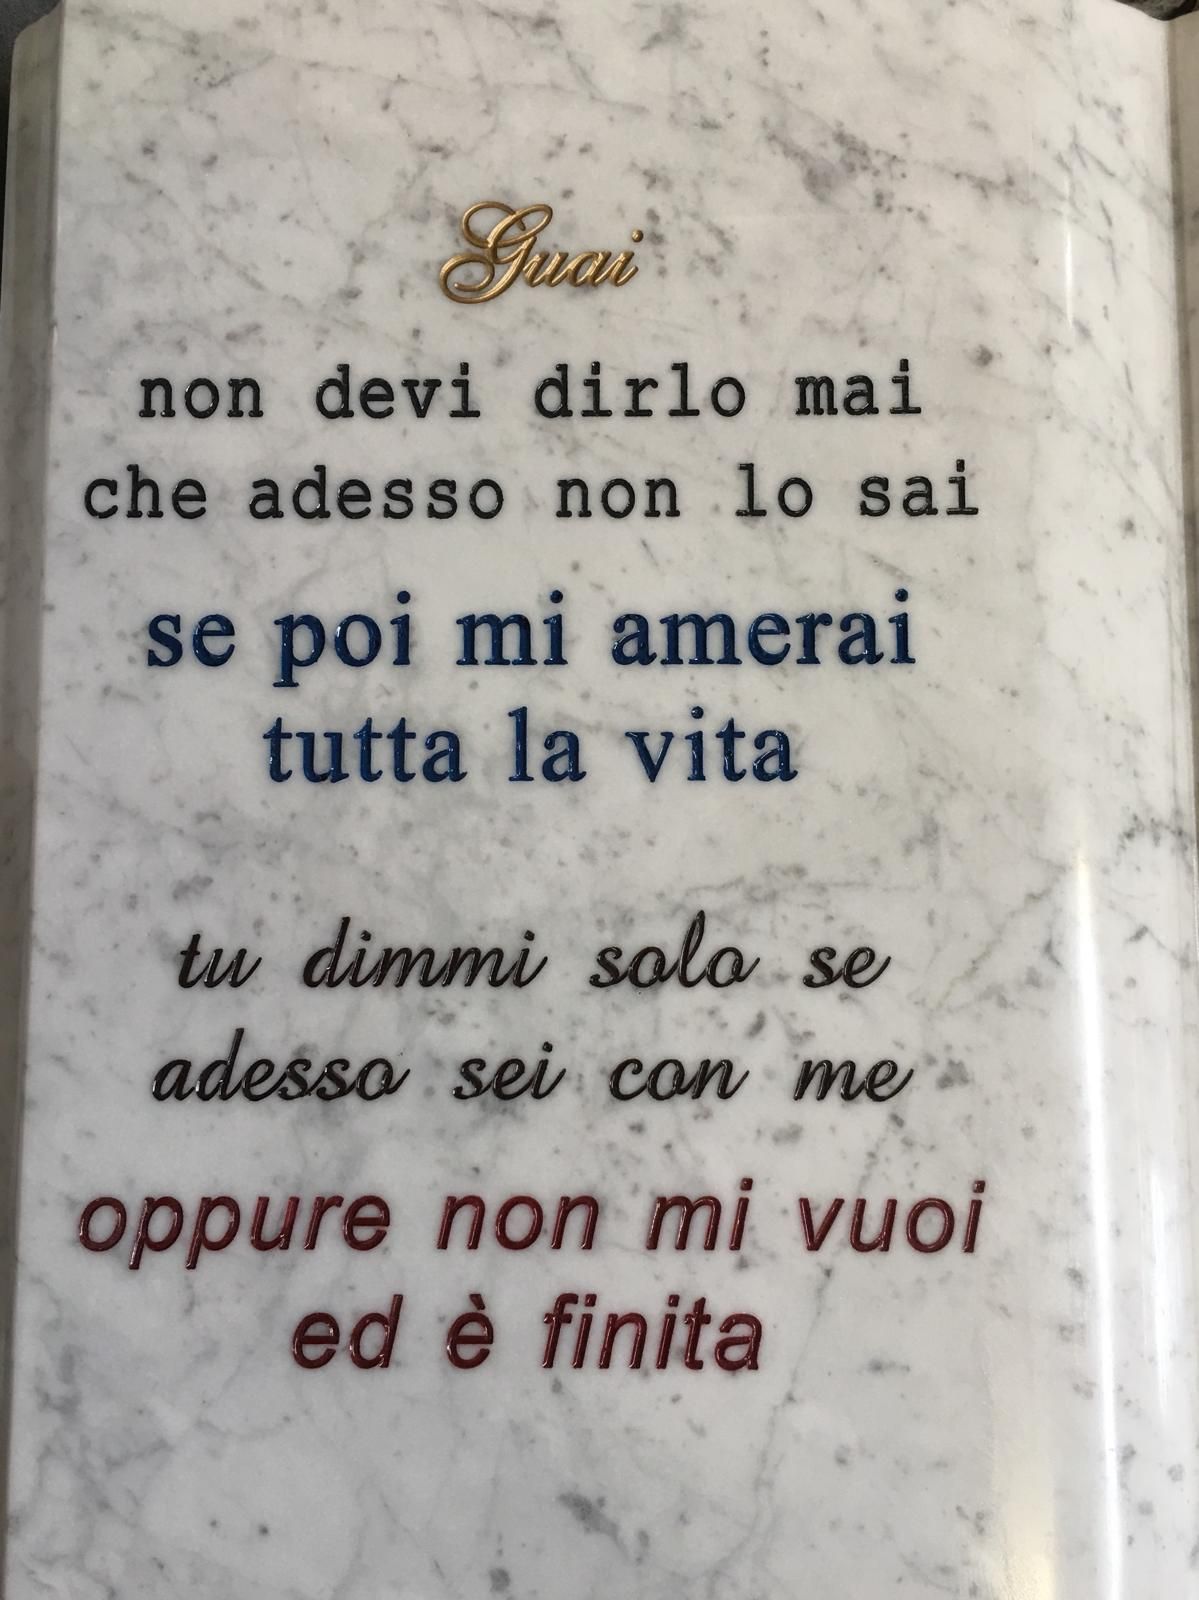 Guai
non devi dirlo mai
che adesso non lo sai
se poi mi amerai
tutta la vita
tu dimmi solo se
adesso sei con me
oppure non mi vuoi
ed è finita